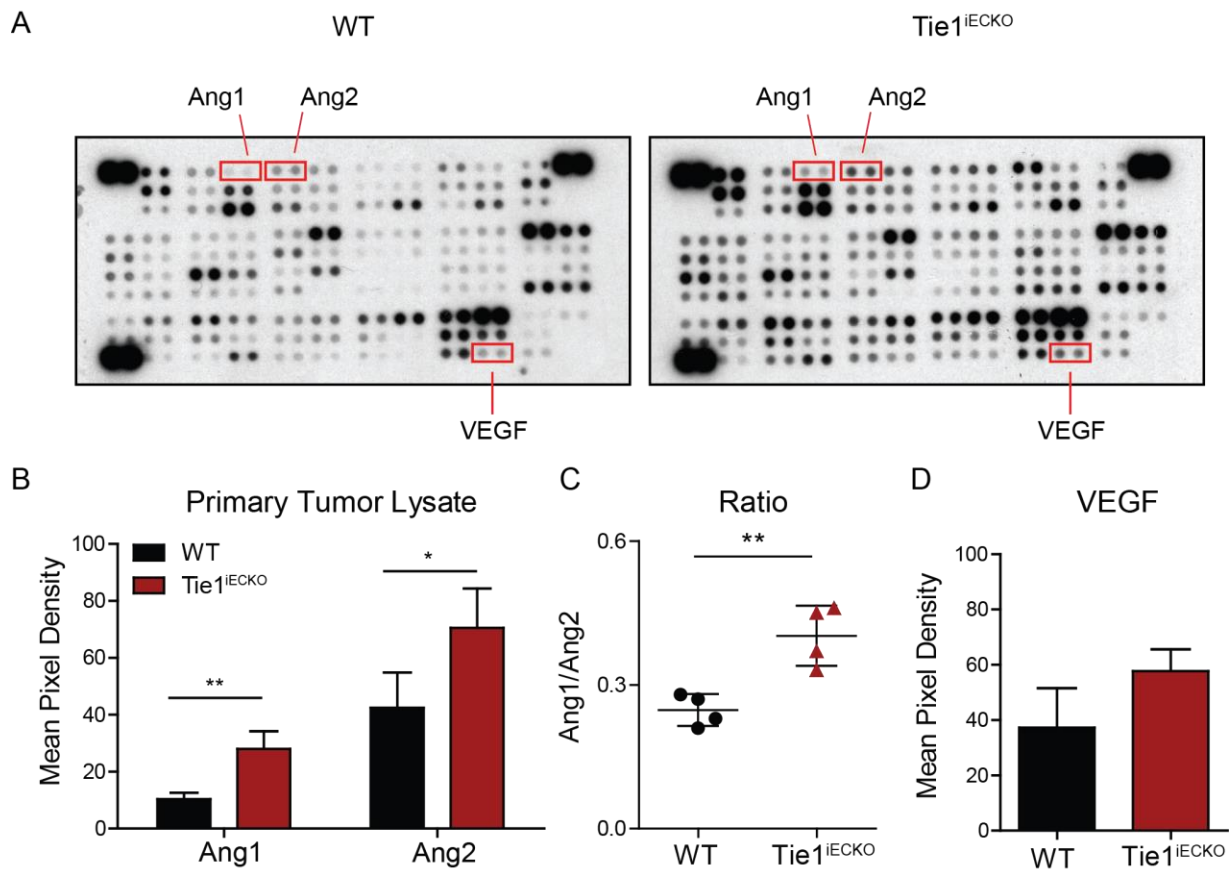 A
WT
Tie1iECKO
Ang1
Ang2
Ang1
Ang2
VEGF
VEGF
B
Primary Tumor Lysate
WT
Tie1iECKO
Mean Pixel Density
100
80
60
40
20
0
**
*
Ang1
Ang2
C
Ratio
Ang1/Ang2
0.6
0.3
0.0
**
WT
Tie1iECKO
D
VEGF
Mean Pixel Density
100
80
60
40
20
0
WT
Tie1iECKO